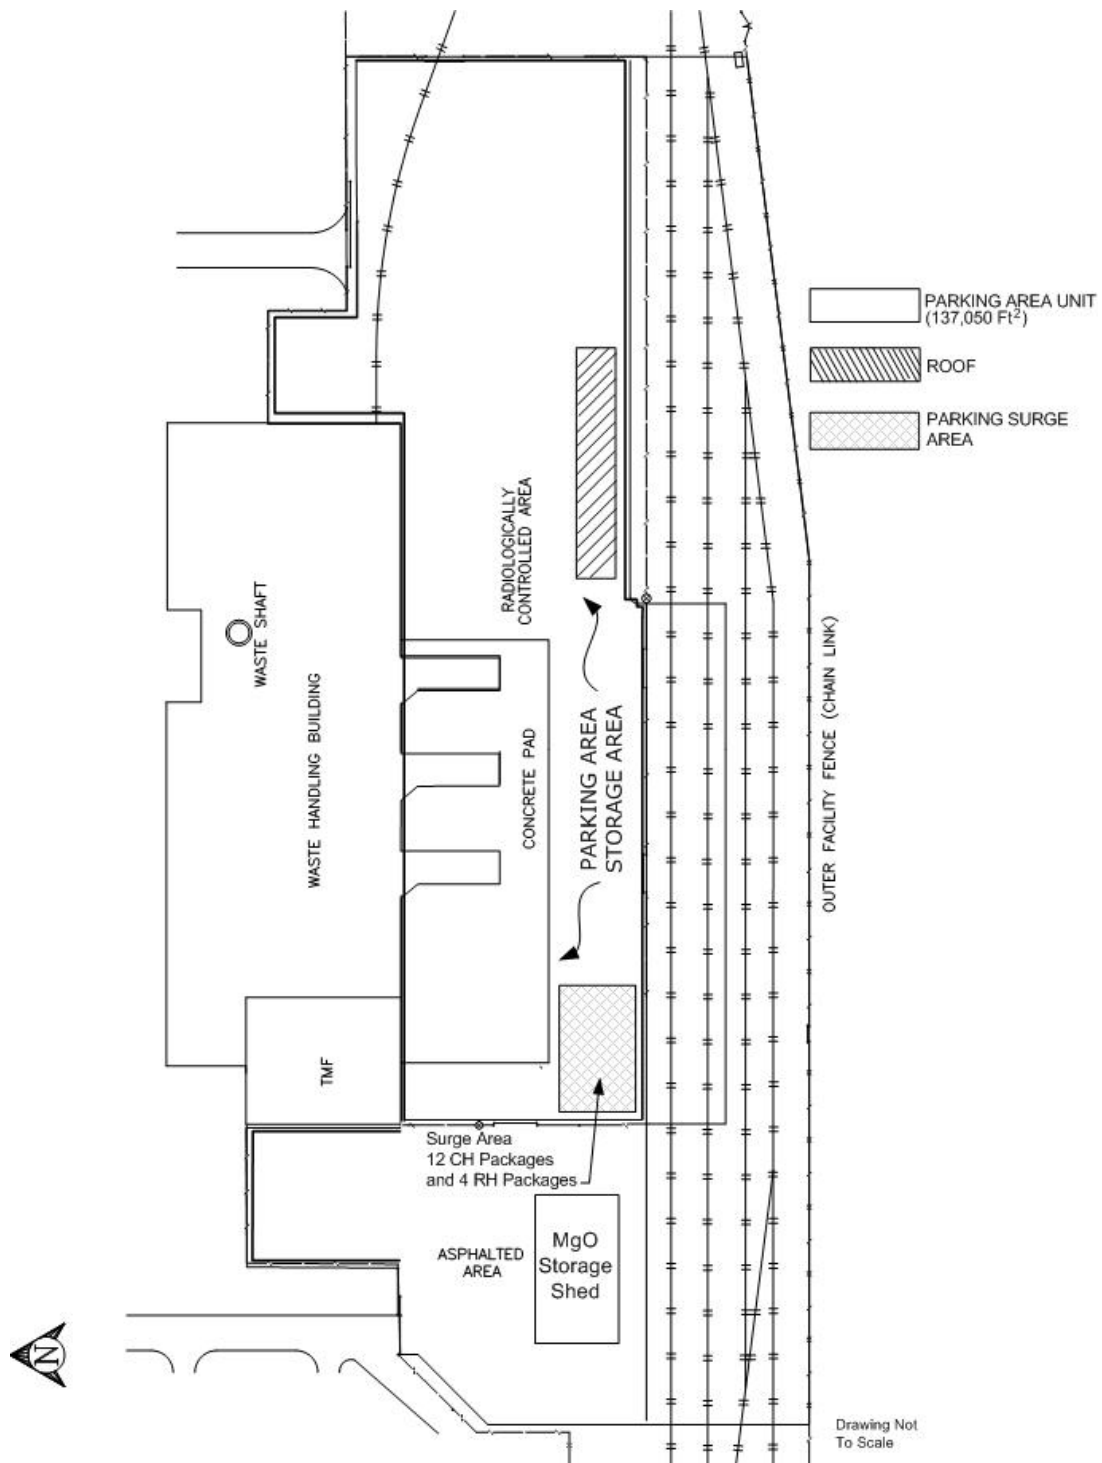 PARKING AREA UNIT
(137,050 Ft²)
ROOF
PARKING SURGE
AREA
RADIOLOGICALLY
CONTROLLED AREA
WASTE SHAFT
WASTE HANDLING BUILDING
CONCRETE PAD
PARKING AREA
STORAGE AREA
OUTER FACILITY FENCE (CHAIN LINK)
TMF
Surge Area
12 CH Packages
and 4 RH Packages
ASPHALTED
AREA
MgO
Storage
Shed
N
Drawing Not
To Scale